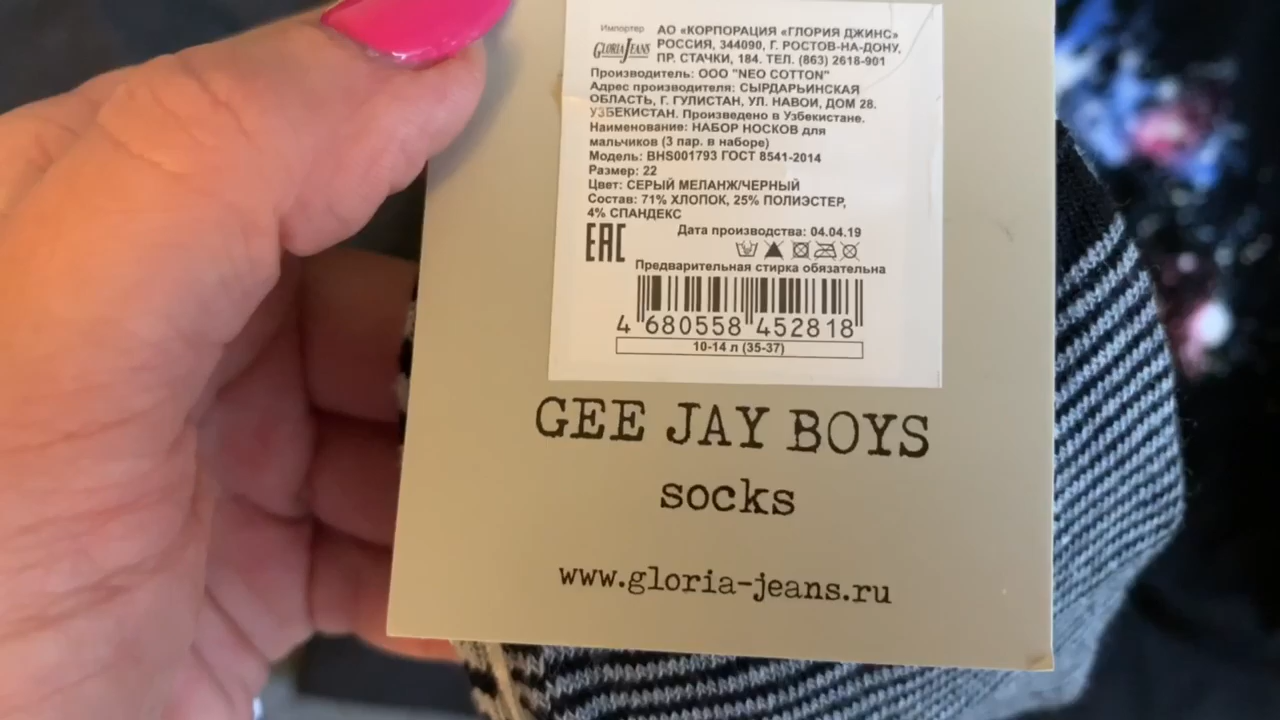 Импортер
GLORIA JEANS
АО «КОРПОРАЦИЯ «ГЛОРИЯ ДЖИНС»
РОССИЯ, 344090, Г. РОСТОВ-НА-ДОНУ,
ПР. СТАЧКИ, 184. ТЕЛ. (863) 2618-901
Производитель: ООО "NEO COTTON"
Адрес производителя: СЫРДАРЬИНСКАЯ
ОБЛАСТЬ, Г. ГУЛИСТАН, УЛ. НАВОИ, ДОМ 28.
УЗБЕКИСТАН. Произведено в Узбекистане.
Наименование: НАБОР НОСКОВ для
мальчиков (3 пар. в наборе)
Модель: BHS001793 ГОСТ 8541-2014
Размер: 22
Цвет: СЕРЫЙ МЕЛАНЖ/ЧЕРНЫЙ
Состав: 71% ХЛОПОК, 25% ПОЛИЭСТЕР,
4% СПАНДЕКС
EAC
Дата производства: 04.04.19
Предварительная стирка обязательна
4 680558 452818
10-14 л (35-37)
GEE JAY BOYS
socks
www.gloria-jeans.ru